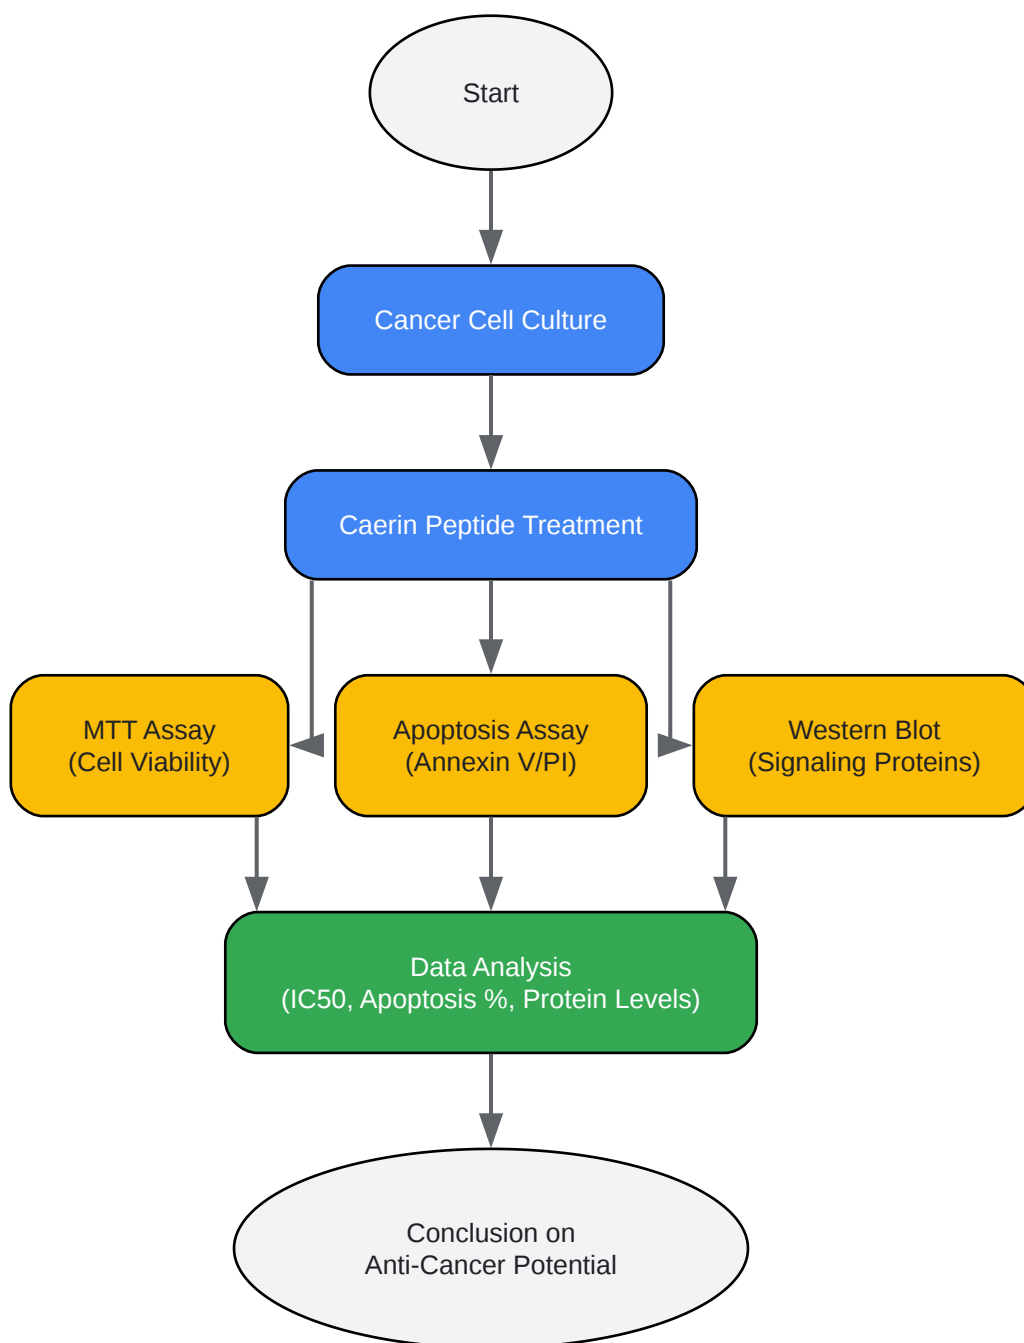 Start
Cancer Cell Culture
Caerin Peptide Treatment
MTT Assay
(Cell Viability)
Apoptosis Assay
(Annexin V/PI)
Western Blot
(Signaling Proteins)
Data Analysis
(IC50, Apoptosis %, Protein Levels)
Conclusion on
Anti-Cancer Potential